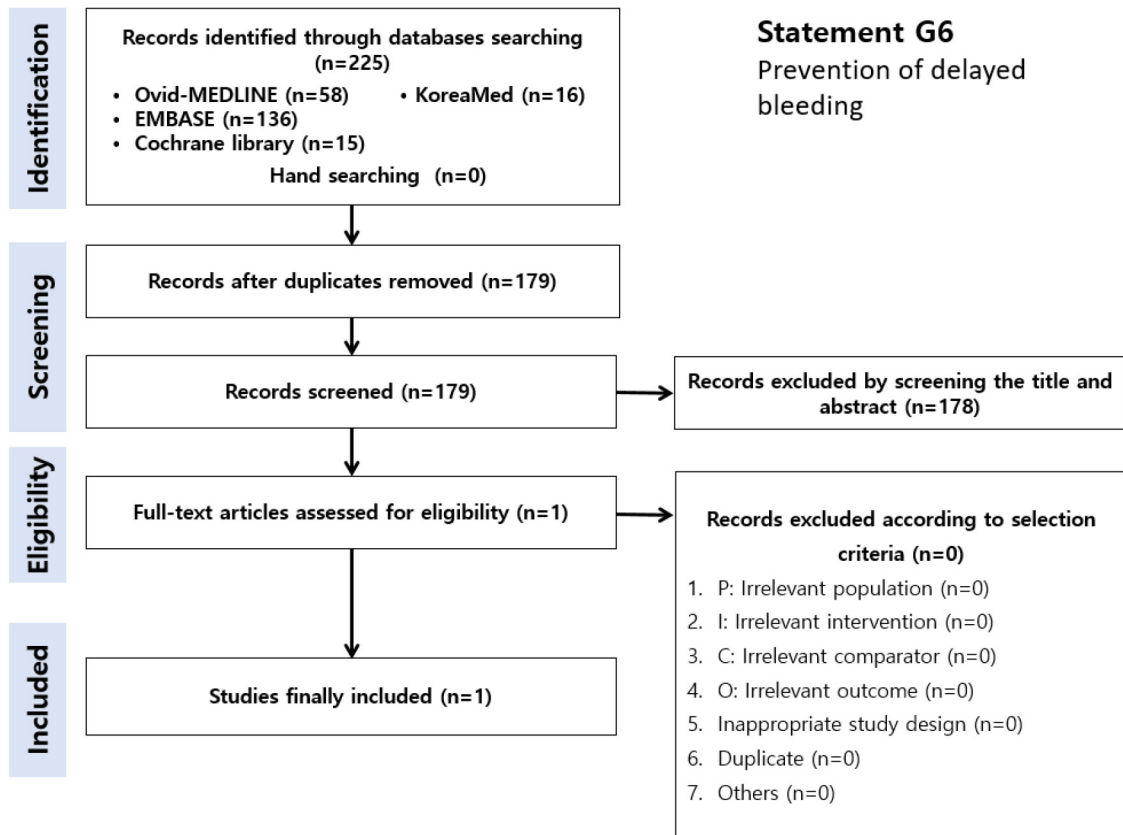 Statement G6
Prevention of delayed
bleeding
Identification
Records identified through databases searching
(n=225)
• Ovid-MEDLINE (n=58)
• KoreaMed (n=16)
• EMBASE (n=136)
• Cochrane library (n=15)
Hand searching (n=0)
Screening
Records after duplicates removed (n=179)
Records screened (n=179)
Records excluded by screening the title and
abstract (n=178)
Eligibility
Full-text articles assessed for eligibility (n=1)
Records excluded according to selection
criteria (n=0)
1. P: Irrelevant population (n=0)
2. I: Irrelevant intervention (n=0)
3. C: Irrelevant comparator (n=0)
4. O: Irrelevant outcome (n=0)
5. Inappropriate study design (n=0)
6. Duplicate (n=0)
7. Others (n=0)
Included
Studies finally included (n=1)